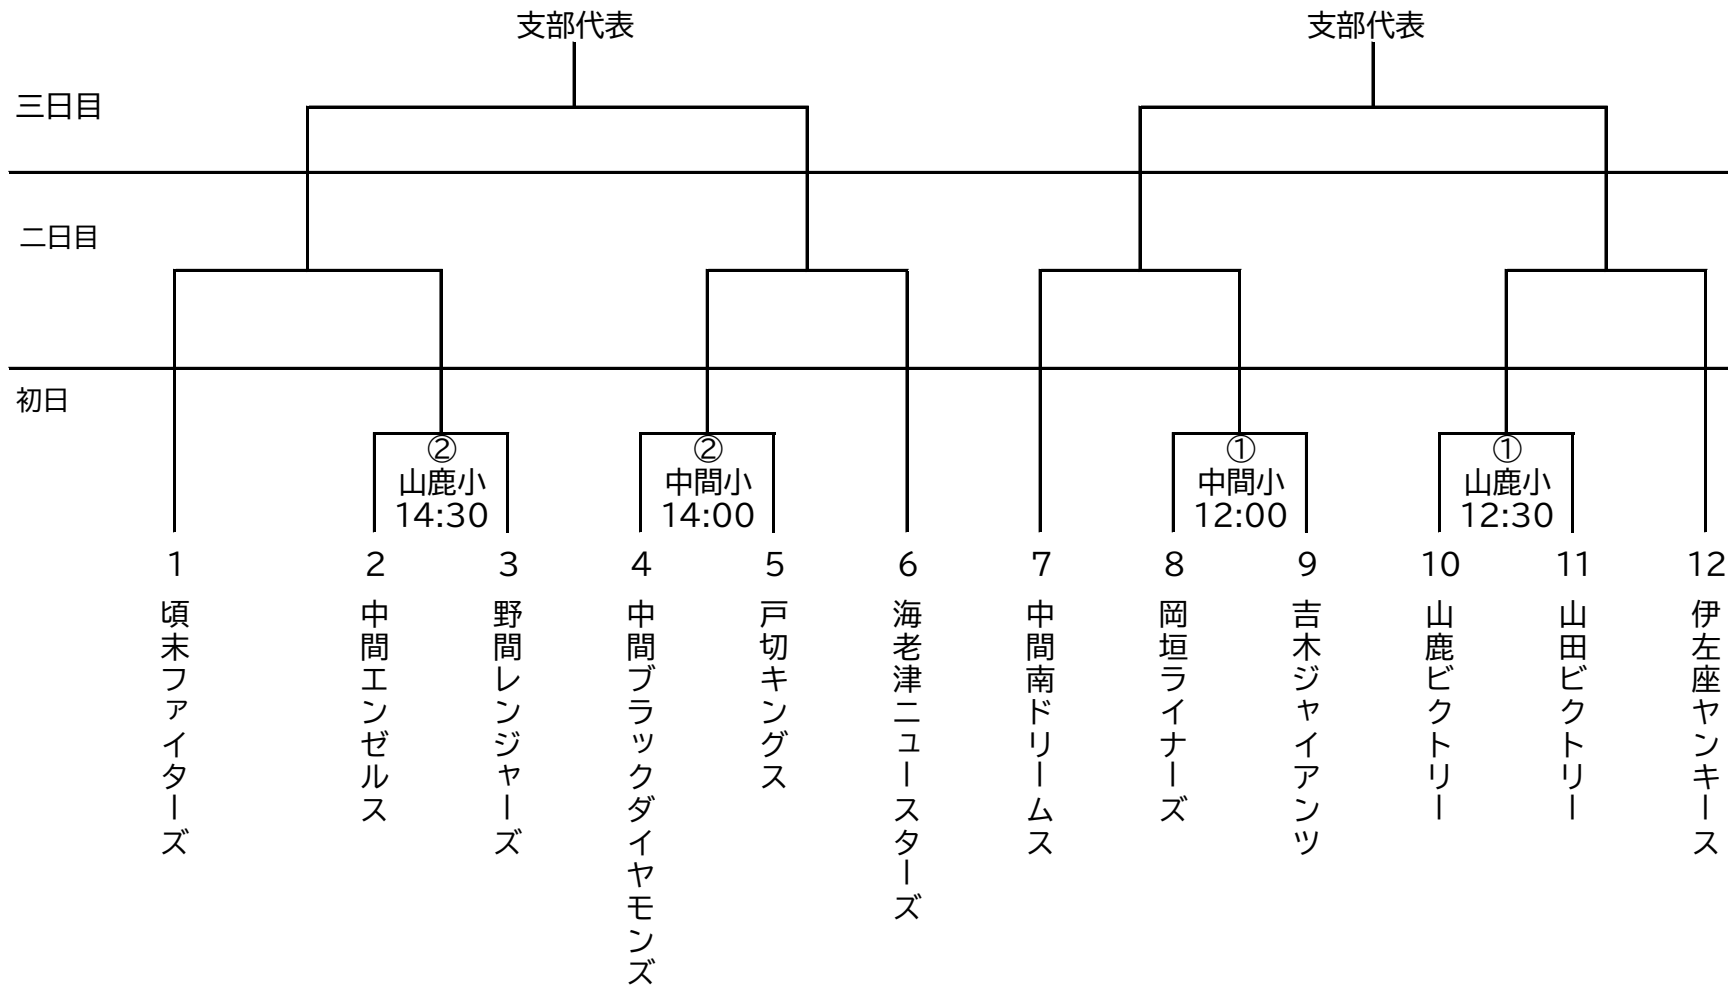 支部代表
支部代表
三日目
二日目
初日
②
山鹿小
14:30
②
中間小
14:00
①
中間小
12:00
①
山鹿小
12:30
1
2
3
4
5
6
7
8
9
10
11
12
頃末ファイターズ
中間エンゼルス
野間レンジャーズ
中間ブラックダイヤモンズ
戸切キングス
海老津ニュースターズ
中間南ドリームス
岡垣ライナーズ
吉木ジャイアンツ
山鹿ビクトリー
山田ビクトリー
伊左座ヤンキース